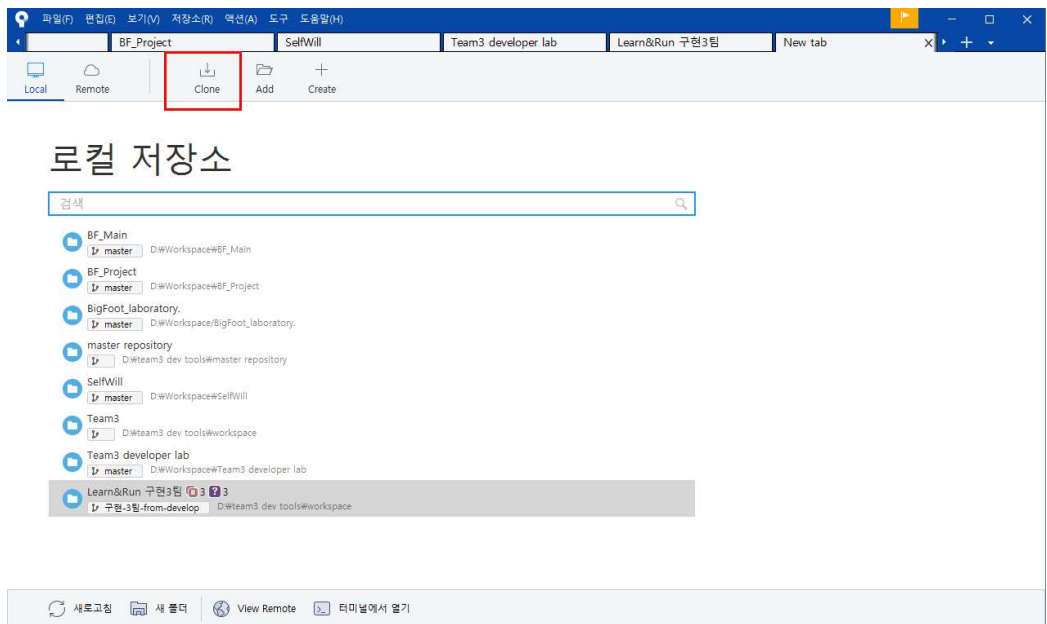 파일(F) 편집(E) 보기(V) 저장소(R) 액션(A) 도구 도움말(H)
BF_Project SelfWill Team3 developer lab Learn&Run 구현3팀 New tab
Local Remote Clone Add Create
로컬 저장소
검색
BF_Main
master D:₩Workspace₩BF_Main
BF_Project
master D:₩Workspace₩BF_Project
BigFoot_laboratory.
master D:₩Workspace/BigFoot_laboratory.
master repository
D:₩team3 dev tools₩master repository
SelfWill
master D:₩Workspace₩SelfWill
Team3
D:₩team3 dev tools₩workspace
Team3 developer lab
master D:₩Workspace₩Team3 developer lab
Learn&Run 구현3팀 3 ? 3
구현-3팀-from-develop D:₩team3 dev tools₩workspace
새로고침 새 폴더 View Remote 터미널에서 열기